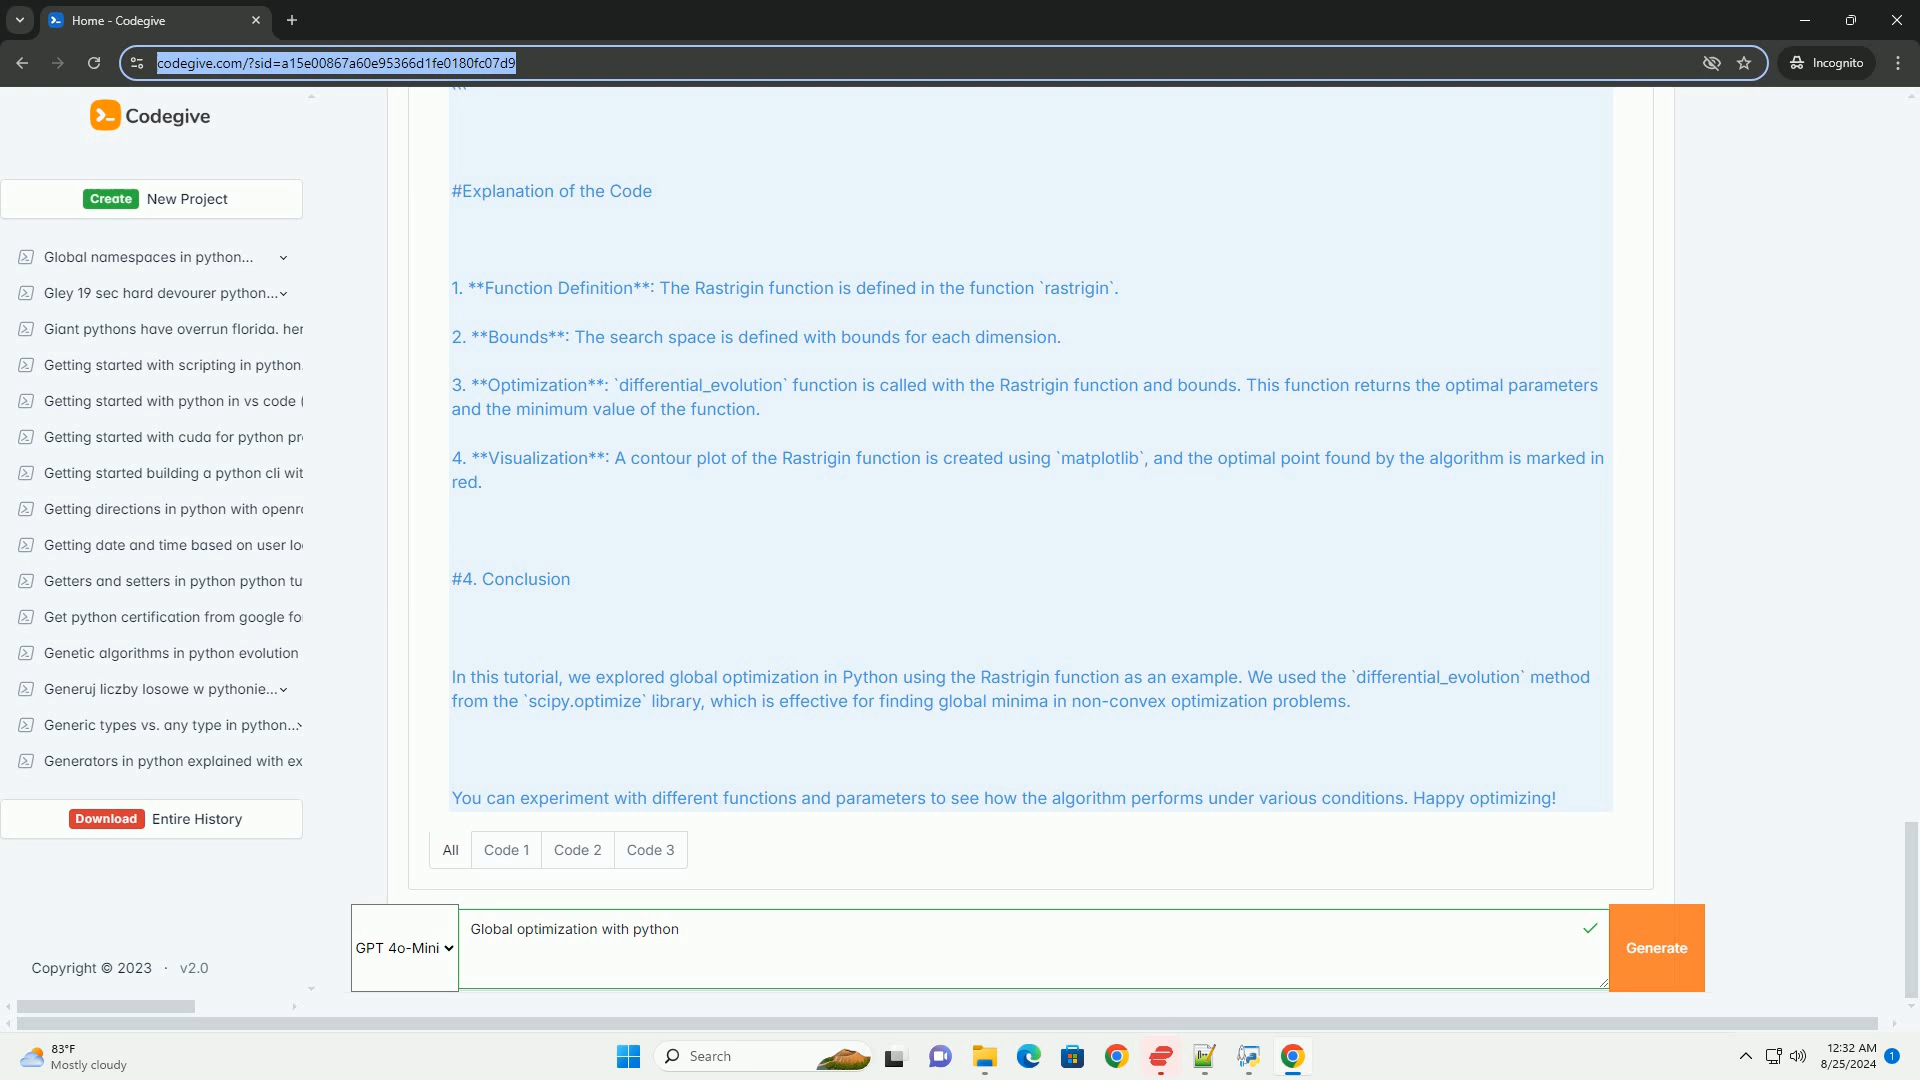 Home - Codegive
codegive.com/?sid=a15e00867a60e95366d1fe0180fc07d9
Incognito
Codegive
Create New Project
Global namespaces in python...
Gley 19 sec hard devourer python...
Giant pythons have overrun florida. her
Getting started with scripting in python
Getting started with python in vs code (
Getting started with cuda for python pr
Getting started building a python cli wit
Getting directions in python with openr
Getting date and time based on user lo
Getters and setters in python python tu
Get python certification from google fo
Genetic algorithms in python evolution
Generuj liczby losowe w pythonie...
Generic types vs. any type in python...
Generators in python explained with ex
Download Entire History
Copyright © 2023 · v2.0
```
#Explanation of the Code
1. **Function Definition**: The Rastrigin function is defined in the function `rastrigin`.
2. **Bounds**: The search space is defined with bounds for each dimension.
3. **Optimization**: `differential_evolution` function is called with the Rastrigin function and bounds. This function returns the optimal parameters
and the minimum value of the function.
4. **Visualization**: A contour plot of the Rastrigin function is created using `matplotlib`, and the optimal point found by the algorithm is marked in
red.
#4. Conclusion
In this tutorial, we explored global optimization in Python using the Rastrigin function as an example. We used the `differential_evolution` method
from the `scipy.optimize` library, which is effective for finding global minima in non-convex optimization problems.
You can experiment with different functions and parameters to see how the algorithm performs under various conditions. Happy optimizing!
All Code 1 Code 2 Code 3
GPT 4o-Mini
Global optimization with python
Generate
83°F
Mostly cloudy
Search
12:32 AM
8/25/2024
1